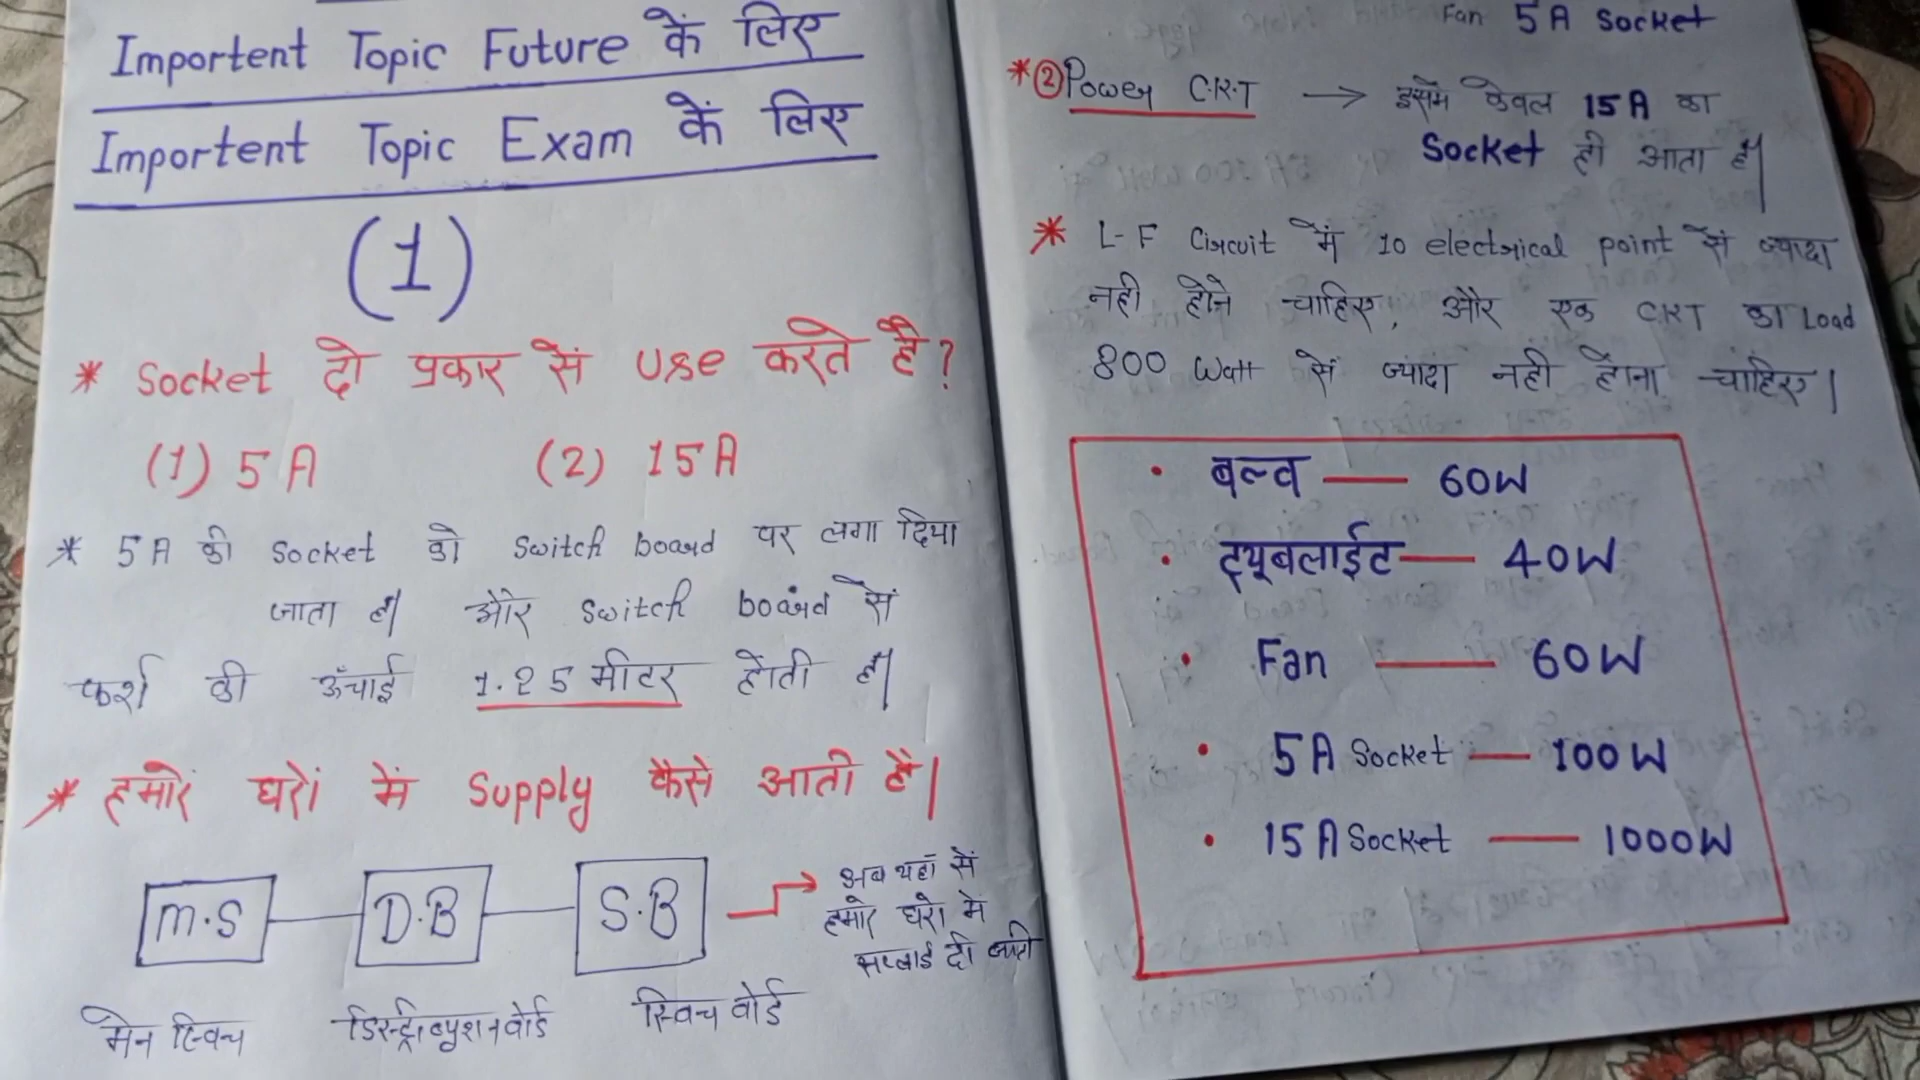 Importent Topic Future कें लिए
Importent Topic Exam कें लिए
(1)
* Socket दो प्रकार सें Use करते है ?
(1) 5A (2) 15A
* 5A की Socket को Switch board पर लगा दिया
जाता है। और Switch board सें
फर्श की ऊँचाई 1.25 मीटर होती है।
* हमारें घरों में Supply कैसे आती है।
M.S D.B S.B
अब यहाँ सें
हमारे घरो में
सप्लाई दी जाती
मेन स्विच डिस्ट्रीब्युशन वोर्ड स्विच वोर्ड
Fan 5A Socket
* ② Power C.K.T → इसमें केवल 15A का
Socket ही आता है।
* L-F Circuit में 10 electrical point सें ज्यादा
नही होने चाहिए, और एक CKT का Load
800 Watt सें ज्यादा नही होना चाहिए।
• बल्व — 60W
• ट्यूबलाईट — 40W
• Fan — 60W
• 5A Socket — 100W
• 15A Socket — 1000W